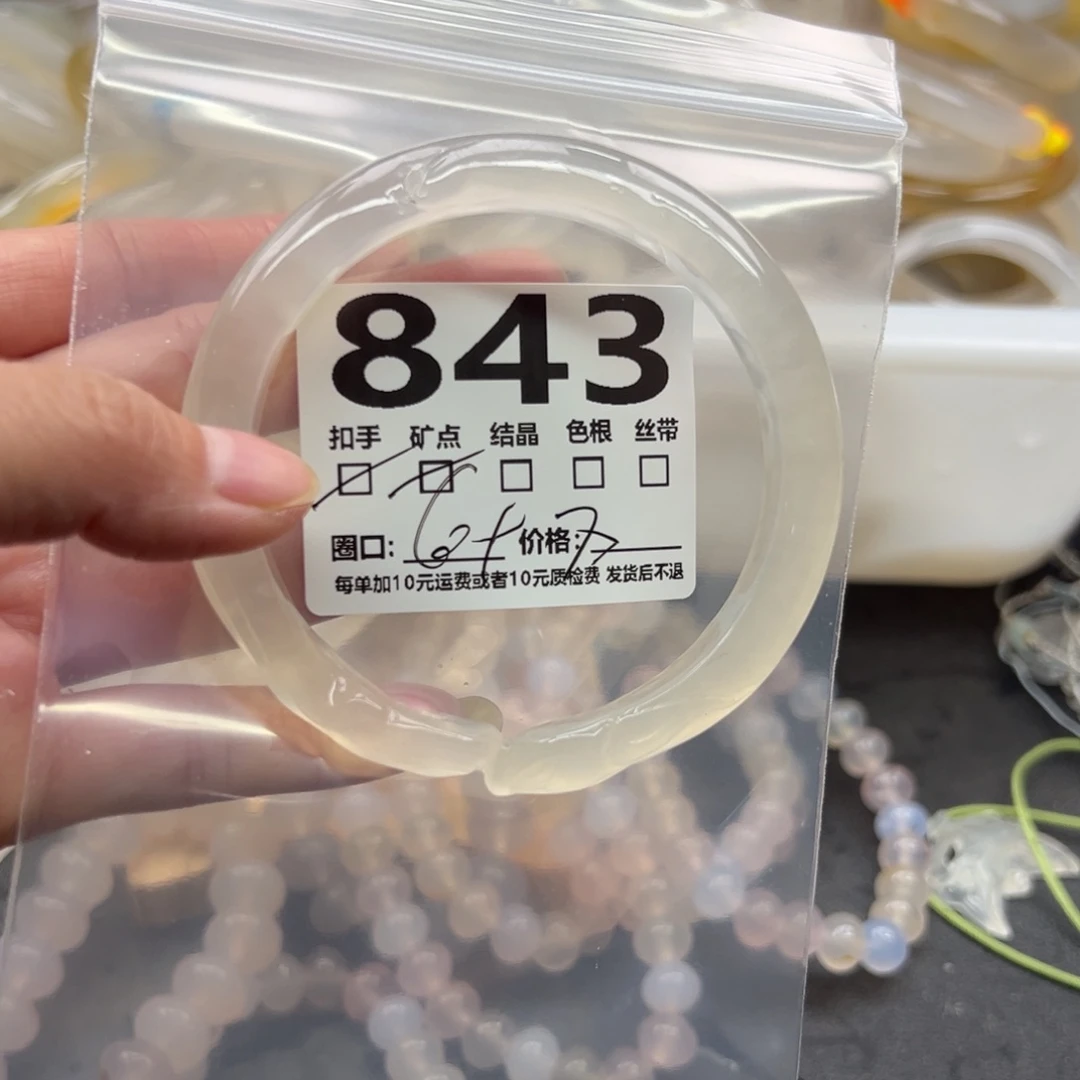 843
扣手 矿点 结晶 色根 丝带
圈口: 价格:
每单加10元运费或者10元质检费 发货后不退